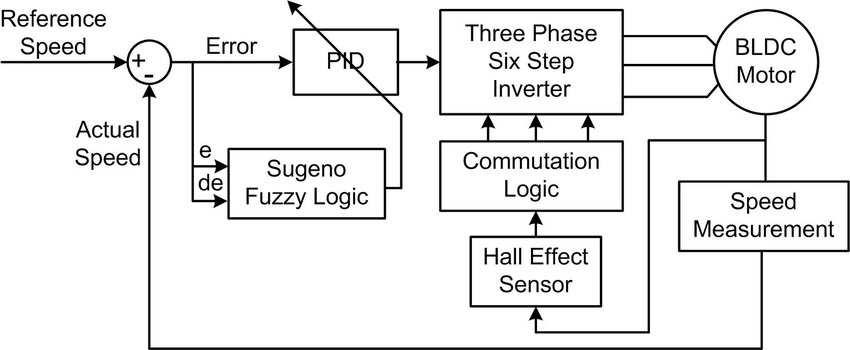 Reference
Speed
+
-
Error
PID
Three Phase
Six Step
Inverter
BLDC
Motor
Actual
Speed
e
de
Sugeno
Fuzzy Logic
Commutation
Logic
Speed
Measurement
Hall Effect
Sensor